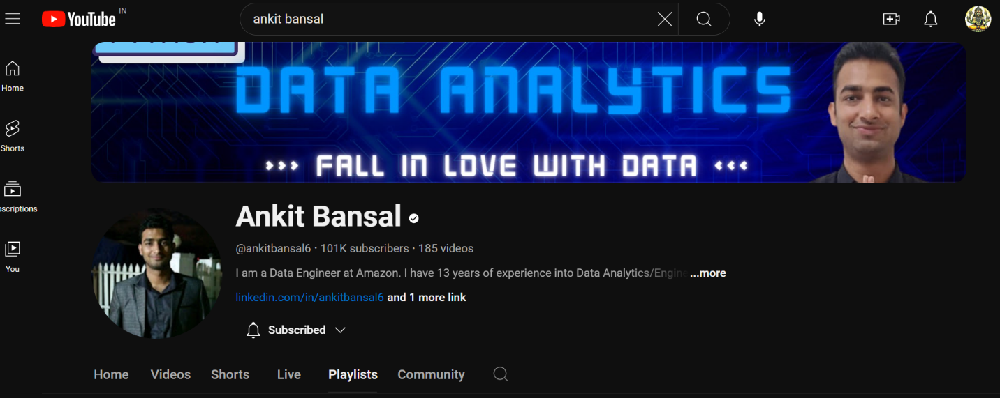 YouTube IN
ankit bansal
Home
Shorts
scriptions
You
DATA ANALYTICS
››› FALL IN LOVE WITH DATA ‹‹‹
Ankit Bansal
@ankitbansal6 · 101K subscribers · 185 videos
I am a Data Engineer at Amazon. I have 13 years of experience into Data Analytics/Engine ...more
linkedin.com/in/ankitbansal6 and 1 more link
Subscribed
Home Videos Shorts Live Playlists Community